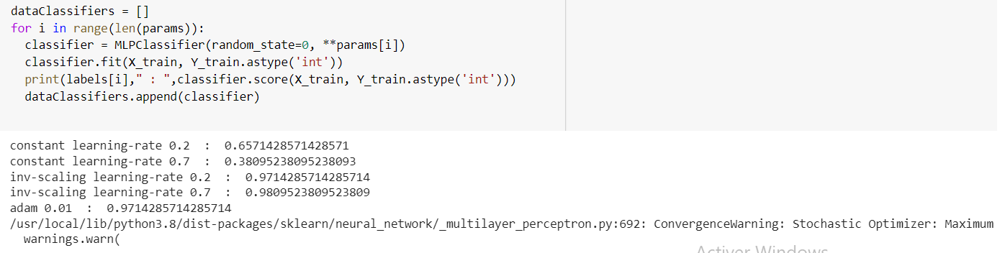 dataClassifiers = []
for i in range(len(params)):
  classifier = MLPClassifier(random_state=0, **params[i])
  classifier.fit(X_train, Y_train.astype('int'))
  print(labels[i]," : ",classifier.score(X_train, Y_train.astype('int')))
  dataClassifiers.append(classifier)
constant learning-rate 0.2  :  0.6571428571428571
constant learning-rate 0.7  :  0.38095238095238093
inv-scaling learning-rate 0.2  :  0.9714285714285714
inv-scaling learning-rate 0.7  :  0.9809523809523809
adam 0.01  :  0.9714285714285714
/usr/local/lib/python3.8/dist-packages/sklearn/neural_network/_multilayer_perceptron.py:692: ConvergenceWarning: Stochastic Optimizer: Maximum
  warnings.warn(
Activer Windows